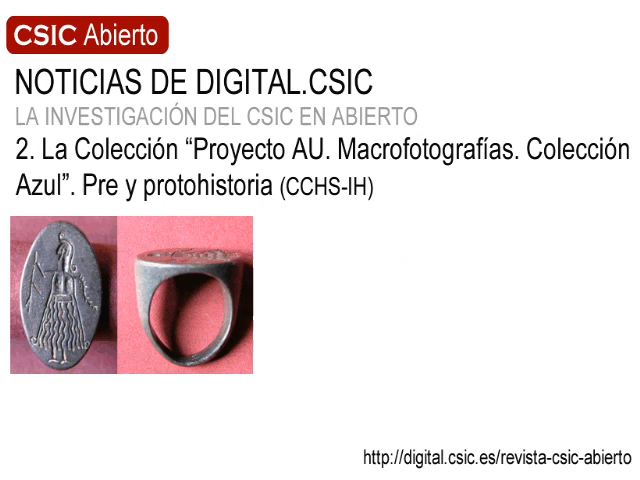 CSIC Abierto
NOTICIAS DE DIGITAL.CSIC
LA INVESTIGACIÓN DEL CSIC EN ABIERTO
2. La Colección “Proyecto AU. Macrofotografías. Colección
Azul”. Pre y protohistoria (CCHS-IH)
http://digital.csic.es/revista-csic-abierto